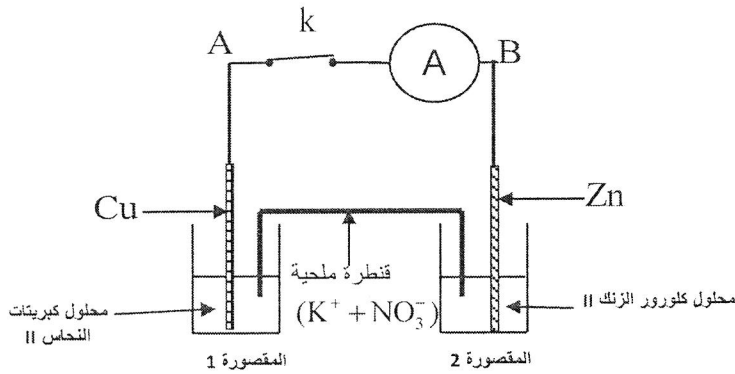 k
A
A
B
Cu
Zn
قنطرة ملحية
(K⁺ + NO₃⁻)
محلول كبريتات
النحاس II
محلول كلورور الزنك II
المقصورة 1
المقصورة 2